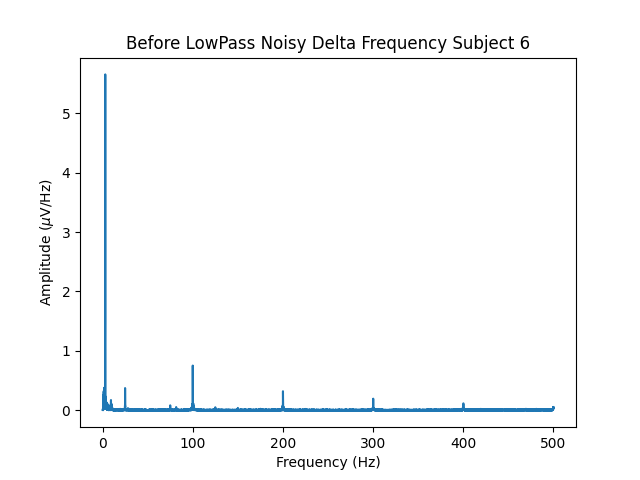 Before LowPass Noisy Delta Frequency Subject 6
Amplitude (μV/Hz)
5
4
3
2
1
0
0 100 200 300 400 500
Frequency (Hz)